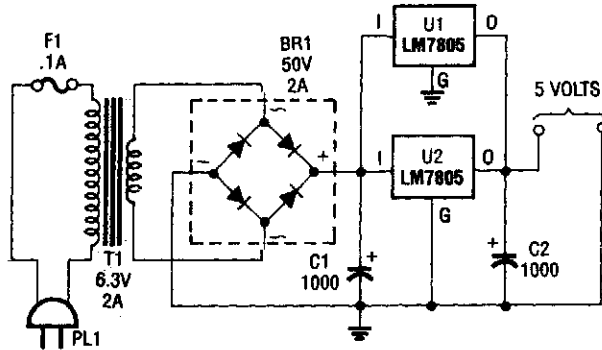 F1
.1A
BR1
50V
2A
I
U1
LM7805
O
G
5 VOLTS
~
~
+
I
U2
LM7805
O
G
~
T1
6.3V
2A
C1
1000
+
+
C2
1000
PL1